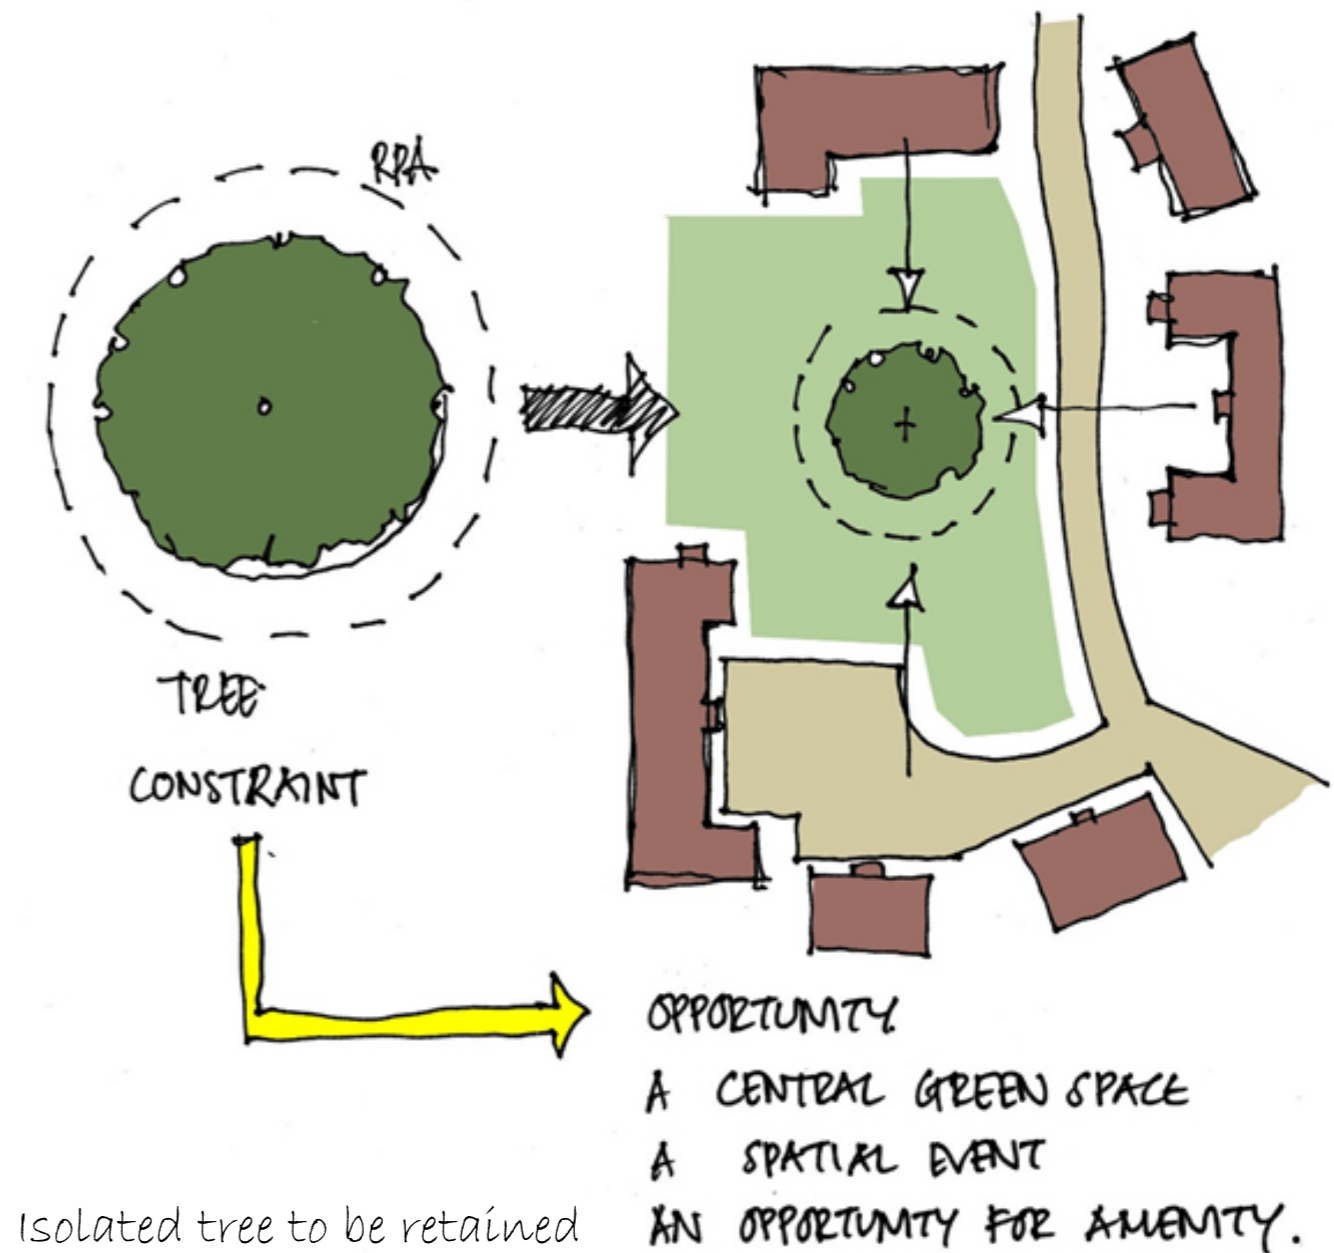 RPA
TREE
CONSTRAINT
OPPORTUNITY.
A CENTRAL GREEN SPACE
A SPATIAL EVENT
AN OPPORTUNITY FOR AMENITY.
Isolated tree to be retained